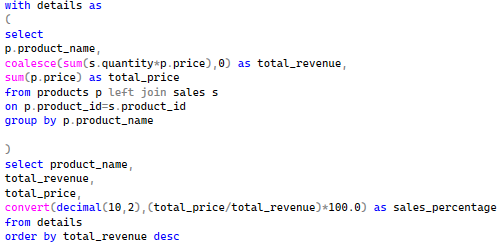 with details as
(
select
p.product_name,
coalesce(sum(s.quantity*p.price),0) as total_revenue,
sum(p.price) as total_price
from products p left join sales s
on p.product_id=s.product_id
group by p.product_name
)
select product_name,
total_revenue,
total_price,
convert(decimal(10,2),(total_price/total_revenue)*100.0) as sales_percentage
from details
order by total_revenue desc